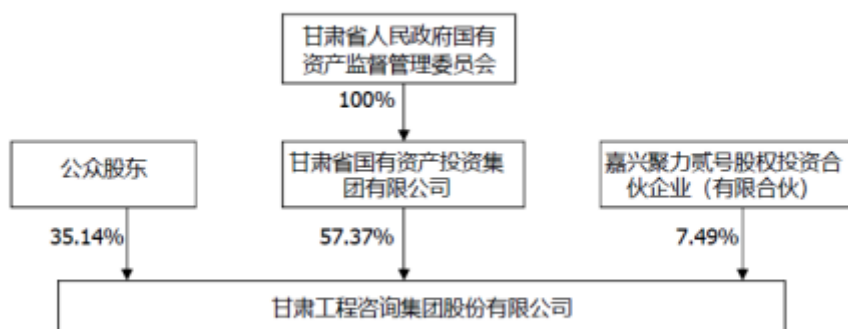 甘肃省人民政府国有
资产监督管理委员会
100%
公众股东
甘肃省国有资产投资集
团有限公司
嘉兴聚力贰号股权投资合
伙企业（有限合伙）
35.14%
57.37%
7.49%
甘肃工程咨询集团股份有限公司